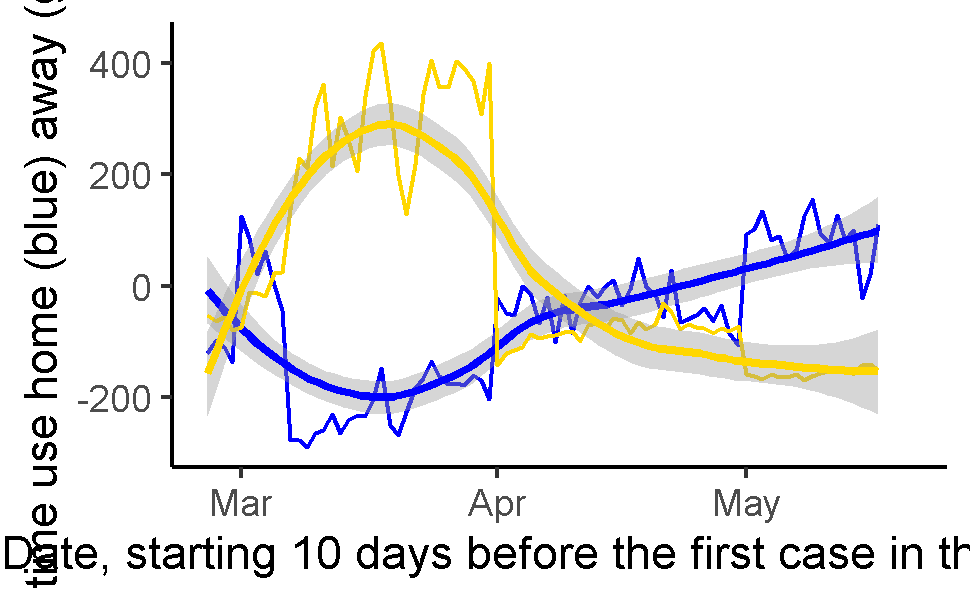 time use home (blue) away (
400
200
0
-200
Mar Apr May
Date, starting 10 days before the first case in th